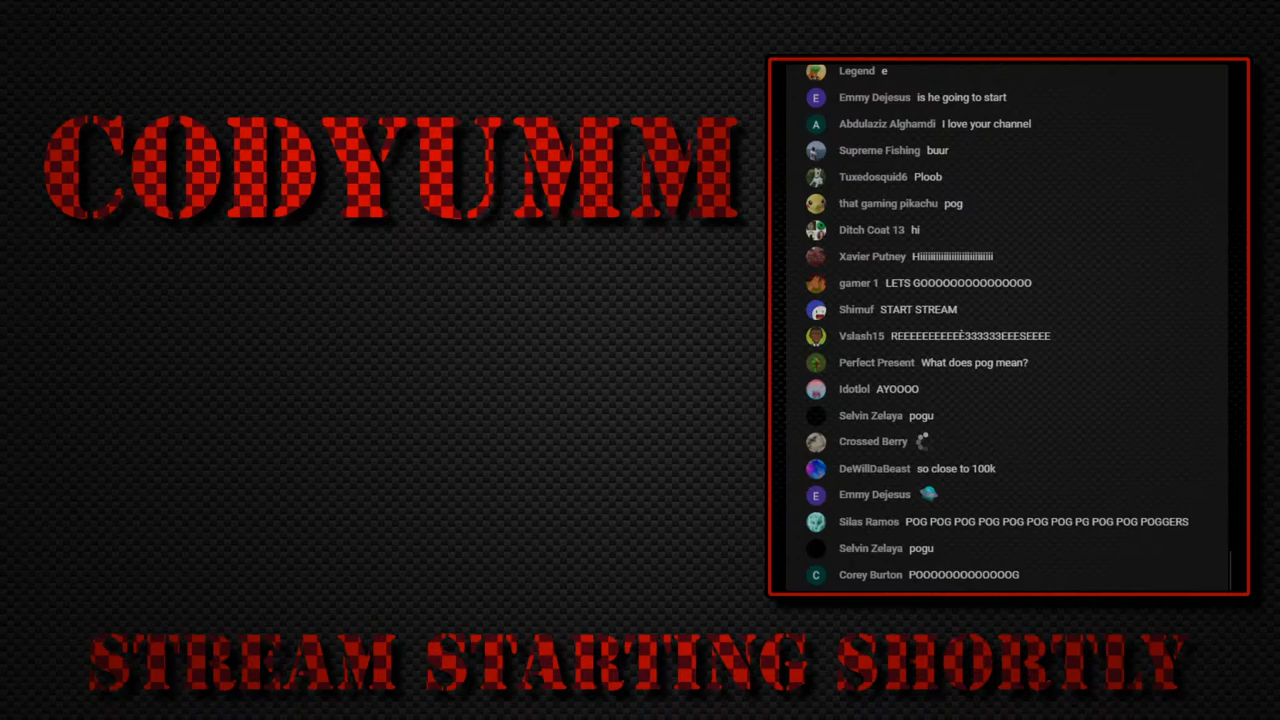 CODYUMM
Legend e
E Emmy Dejesus is he going to start
A Abdulaziz Alghamdi I love your channel
Supreme Fishing buur
Tuxedosquid6 Ploob
that gaming pikachu pog
Ditch Coat 13 hi
Xavier Putney Hiiiiiiiiiiiiiiiiiiiiiiiiiii
gamer 1 LETS GOOOOOOOOOOOOOOO
Shimuf START STREAM
Vslash15 REEEEEEEEEEÈ333333EEESEEEE
Perfect Present What does pog mean?
Idotlol AYOOOO
Selvin Zelaya pogu
Crossed Berry
DeWillDaBeast so close to 100k
E Emmy Dejesus
Silas Ramos POG POG POG POG POG POG POG PG POG POG POGGERS
Selvin Zelaya pogu
C Corey Burton POOOOOOOOOOOOOG
STREAM STARTING SHORTLY